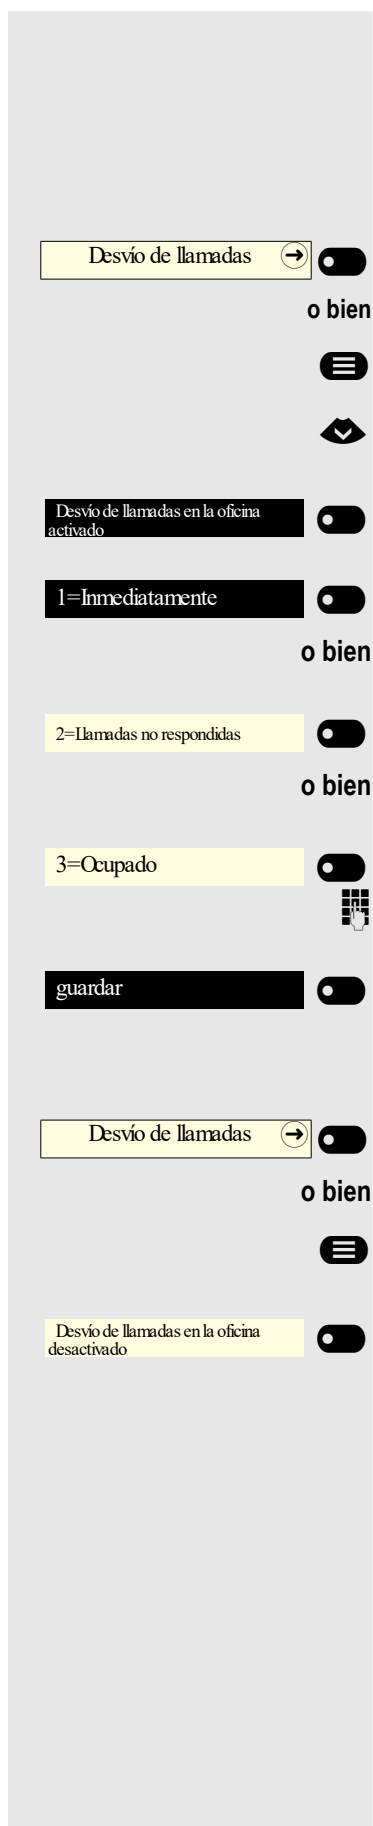 Desvío de llamadas
o bien
Desvío de llamadas en la oficina
activado
1=Inmediatamente
o bien
2=Llamadas no respondidas
o bien
3=Ocupado
guardar
Desvío de llamadas
o bien
Desvío de llamadas en la oficina
desactivado